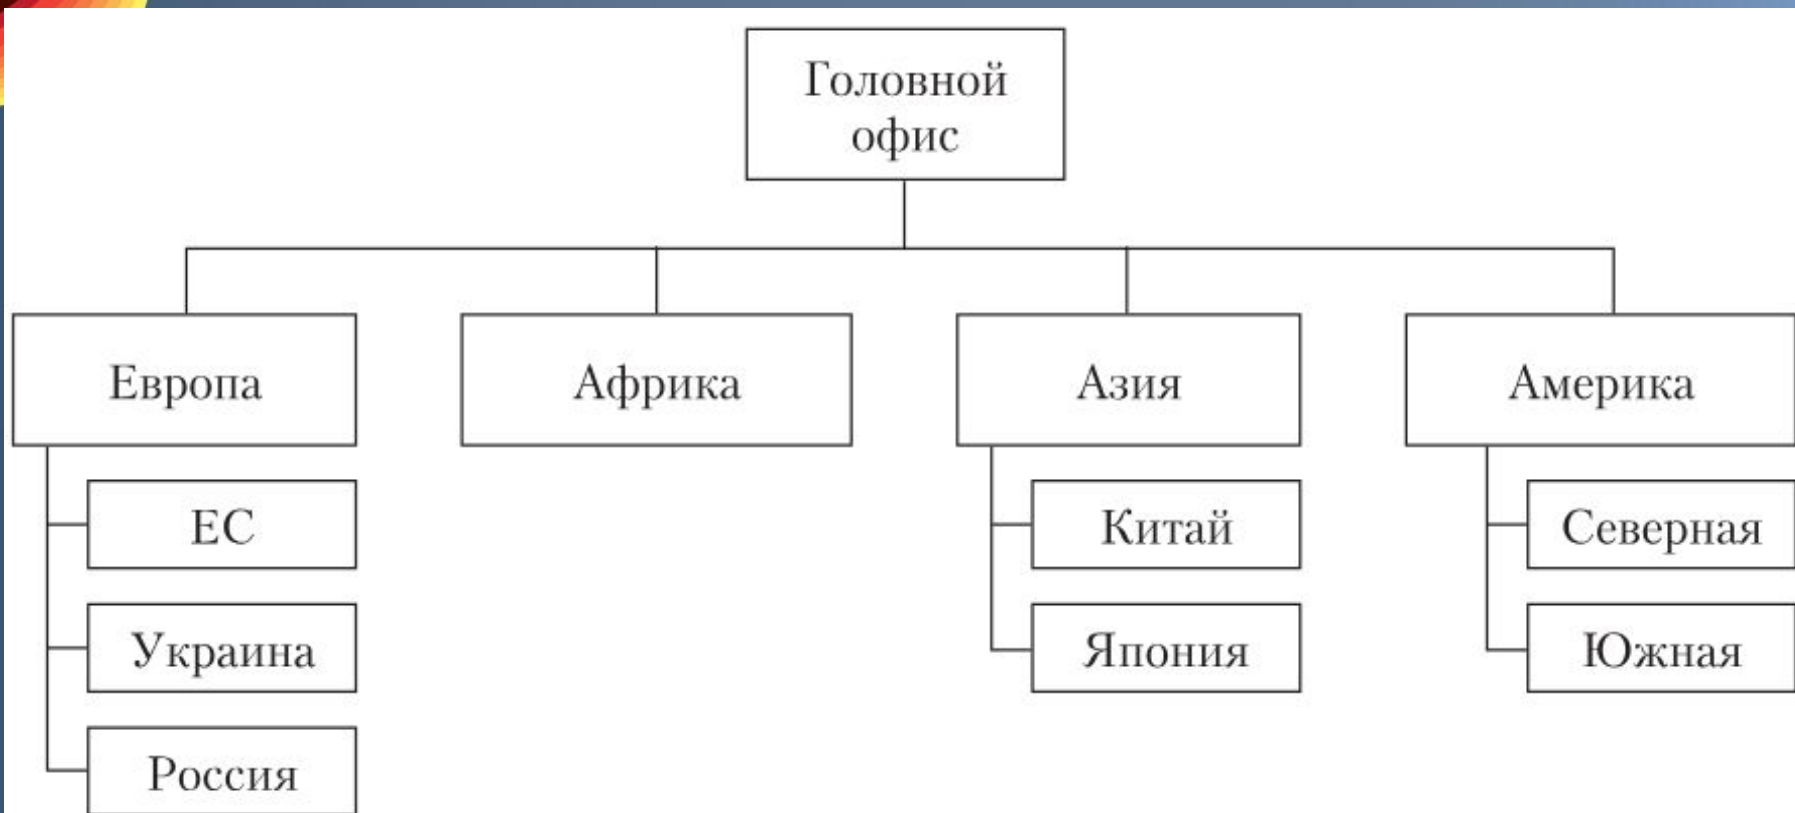 Головной
офис
Европа
Африка
Азия
Америка
ЕС
Китай
Северная
Украина
Япония
Южная
Россия